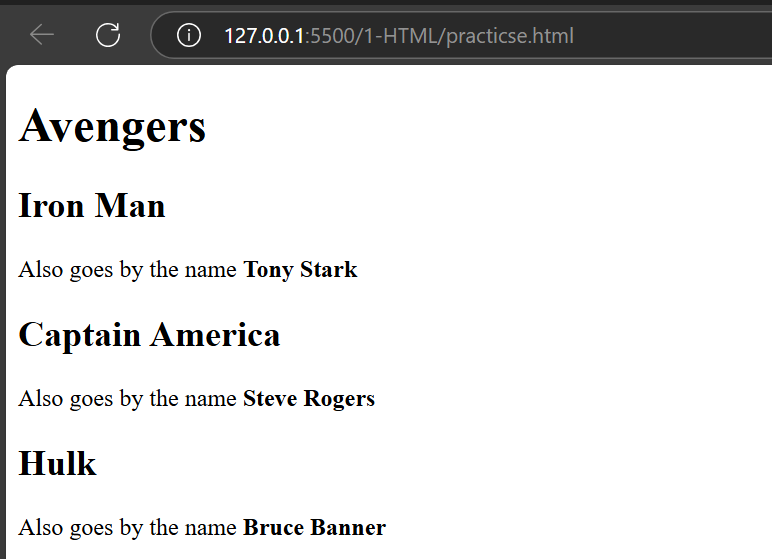 127.0.0.1:5500/1-HTML/practicse.html
Avengers
Iron Man
Also goes by the name Tony Stark
Captain America
Also goes by the name Steve Rogers
Hulk
Also goes by the name Bruce Banner